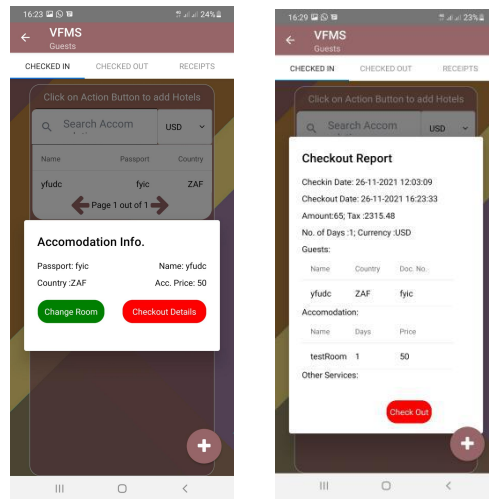 16:23
24%
VFMS
Guests
CHECKED IN CHECKED OUT RECEIPTS
Click on Action Button to add Hotels
Search Accom
USD
Name Passport Country
yfudc fyic ZAF
Page 1 out of 1
Accomodation Info.
Passport: fyic Name: yfudc
Country :ZAF Acc. Price: 50
Change Room Checkout Details
16:29
23%
VFMS
Guests
CHECKED IN CHECKED OUT RECEIPTS
Click on Action Button to add Hotels
Search Accom
USD
Checkout Report
Checkin Date: 26-11-2021 12:03:09
Checkout Date: 26-11-2021 16:23:33
Amount:65; Tax :2315.48
No. of Days :1; Currency :USD
Guests:
Name Country Doc. No.
yfudc ZAF fyic
Accomodation:
Name Days Price
testRoom 1 50
Other Services:
Check Out